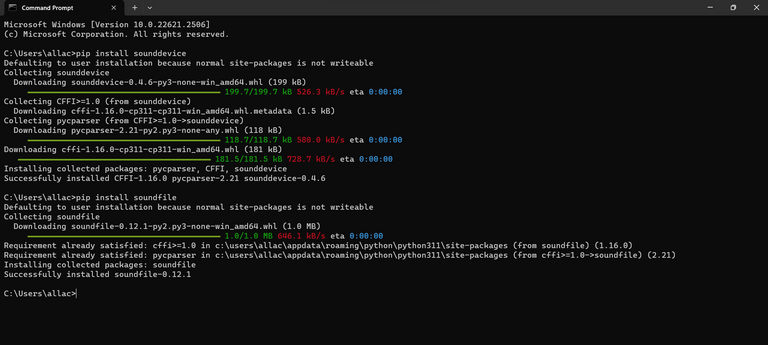 Command Prompt
Microsoft Windows [Version 10.0.22621.2506]
(c) Microsoft Corporation. All rights reserved.
C:\Users\allac>pip install sounddevice
Defaulting to user installation because normal site-packages is not writeable
Collecting sounddevice
Downloading sounddevice-0.4.6-py3-none-win_amd64.whl (199 kB)
199.7/199.7 kB 526.3 kB/s eta 0:00:00
Collecting CFFI>=1.0 (from sounddevice)
Downloading cffi-1.16.0-cp311-cp311-win_amd64.whl.metadata (1.5 kB)
Collecting pycparser (from CFFI>=1.0->sounddevice)
Downloading pycparser-2.21-py2.py3-none-any.whl (118 kB)
118.7/118.7 kB 580.0 kB/s eta 0:00:00
Downloading cffi-1.16.0-cp311-cp311-win_amd64.whl (181 kB)
181.5/181.5 kB 728.7 kB/s eta 0:00:00
Installing collected packages: pycparser, CFFI, sounddevice
Successfully installed CFFI-1.16.0 pycparser-2.21 sounddevice-0.4.6
C:\Users\allac>pip install soundfile
Defaulting to user installation because normal site-packages is not writeable
Collecting soundfile
Downloading soundfile-0.12.1-py2.py3-none-win_amd64.whl (1.0 MB)
1.0/1.0 MB 646.1 kB/s eta 0:00:00
Requirement already satisfied: cffi>=1.0 in c:\users\allac\appdata\roaming\python\python311\site-packages (from soundfile) (1.16.0)
Requirement already satisfied: pycparser in c:\users\allac\appdata\roaming\python\python311\site-packages (from cffi>=1.0->soundfile) (2.21)
Installing collected packages: soundfile
Successfully installed soundfile-0.12.1
C:\Users\allac>